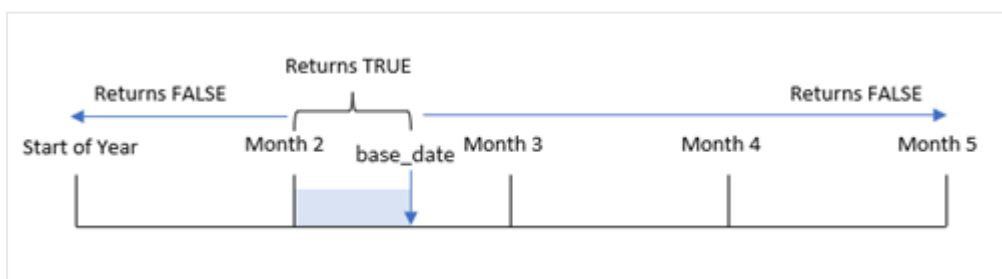 Returns TRUE
Returns FALSE
Returns FALSE
Start of Year
Month 2
base_date
Month 3
Month 4
Month 5